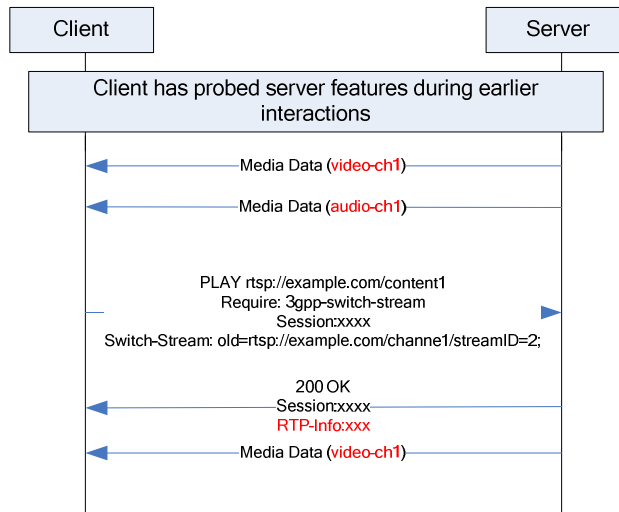 Client
Server
Client has probed server features during earlier
interactions
Media Data (video-ch1)
Media Data (audio-ch1)
PLAY rtsp://example.com/content1
Require: 3gpp-switch-stream
Session:xxxx
Switch-Stream: old=rtsp://example.com/channe1/streamID=2;
200 OK
Session:xxxx
RTP-Info:xxx
Media Data (video-ch1)